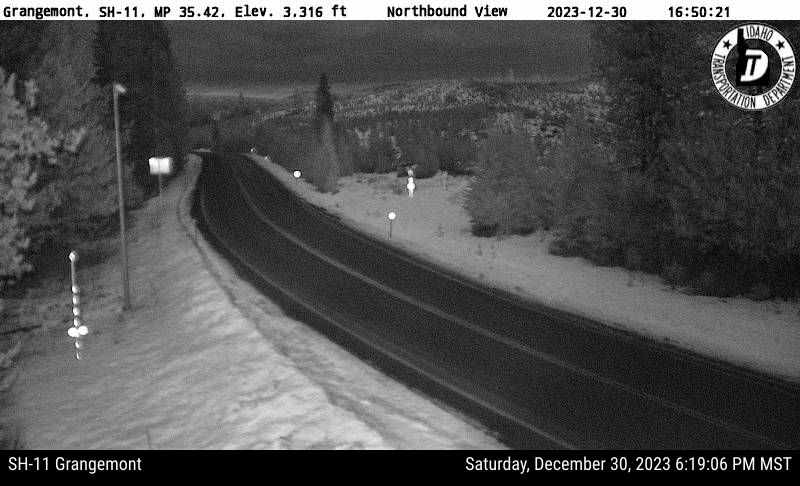 Grangemont, SH-11, MP 35.42, Elev. 3,316 ft Northbound View 2023-12-30 16:50:21
IDAHO
TRANSPORTATION DEPARTMENT
SH-11 Grangemont Saturday, December 30, 2023 6:19:06 PM MST